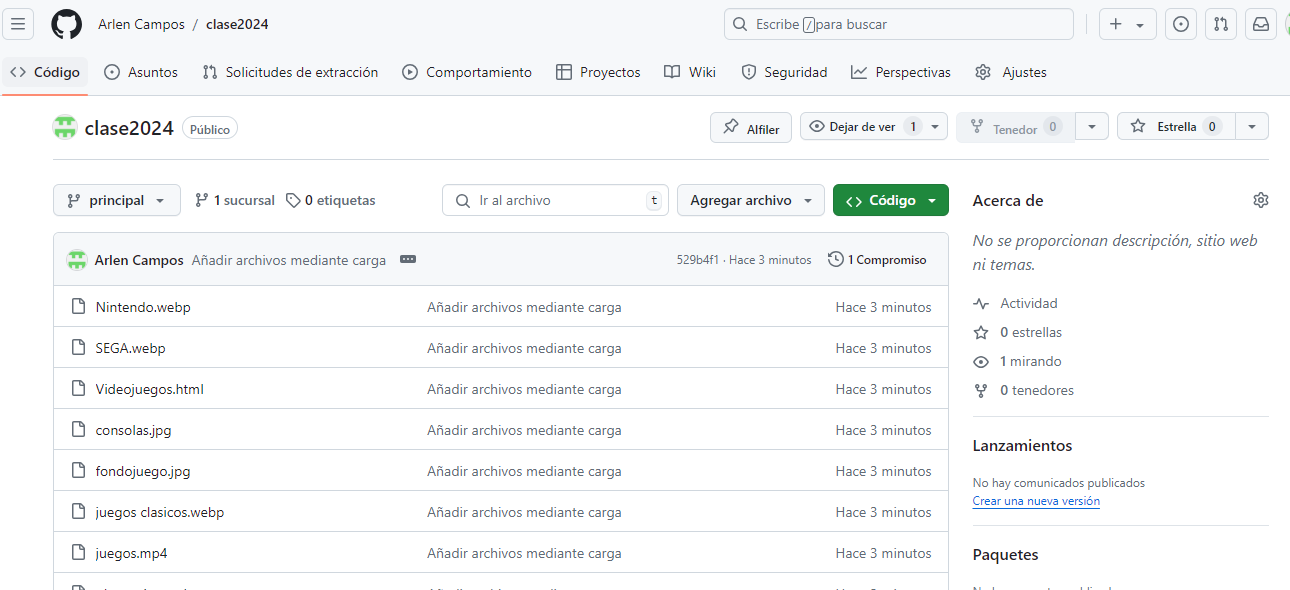 Arlen Campos / clase2024
Escribe / para buscar
Código
Asuntos
Solicitudes de extracción
Comportamiento
Proyectos
Wiki
Seguridad
Perspectivas
Ajustes
clase2024 Público
Alfiler
Dejar de ver 1
Tenedor 0
Estrella 0
principal
1 sucursal
0 etiquetas
Ir al archivo t
Agregar archivo
Código
Arlen Campos Añadir archivos mediante carga
529b4f1 · Hace 3 minutos
1 Compromiso
Nintendo.webp Añadir archivos mediante carga Hace 3 minutos
SEGA.webp Añadir archivos mediante carga Hace 3 minutos
Videojuegos.html Añadir archivos mediante carga Hace 3 minutos
consolas.jpg Añadir archivos mediante carga Hace 3 minutos
fondojuego.jpg Añadir archivos mediante carga Hace 3 minutos
juegos clasicos.webp Añadir archivos mediante carga Hace 3 minutos
juegos.mp4 Añadir archivos mediante carga Hace 3 minutos
Acerca de
No se proporcionan descripción, sitio web
ni temas.
Actividad
0 estrellas
1 mirando
0 tenedores
Lanzamientos
No hay comunicados publicados
Crear una nueva versión
Paquetes